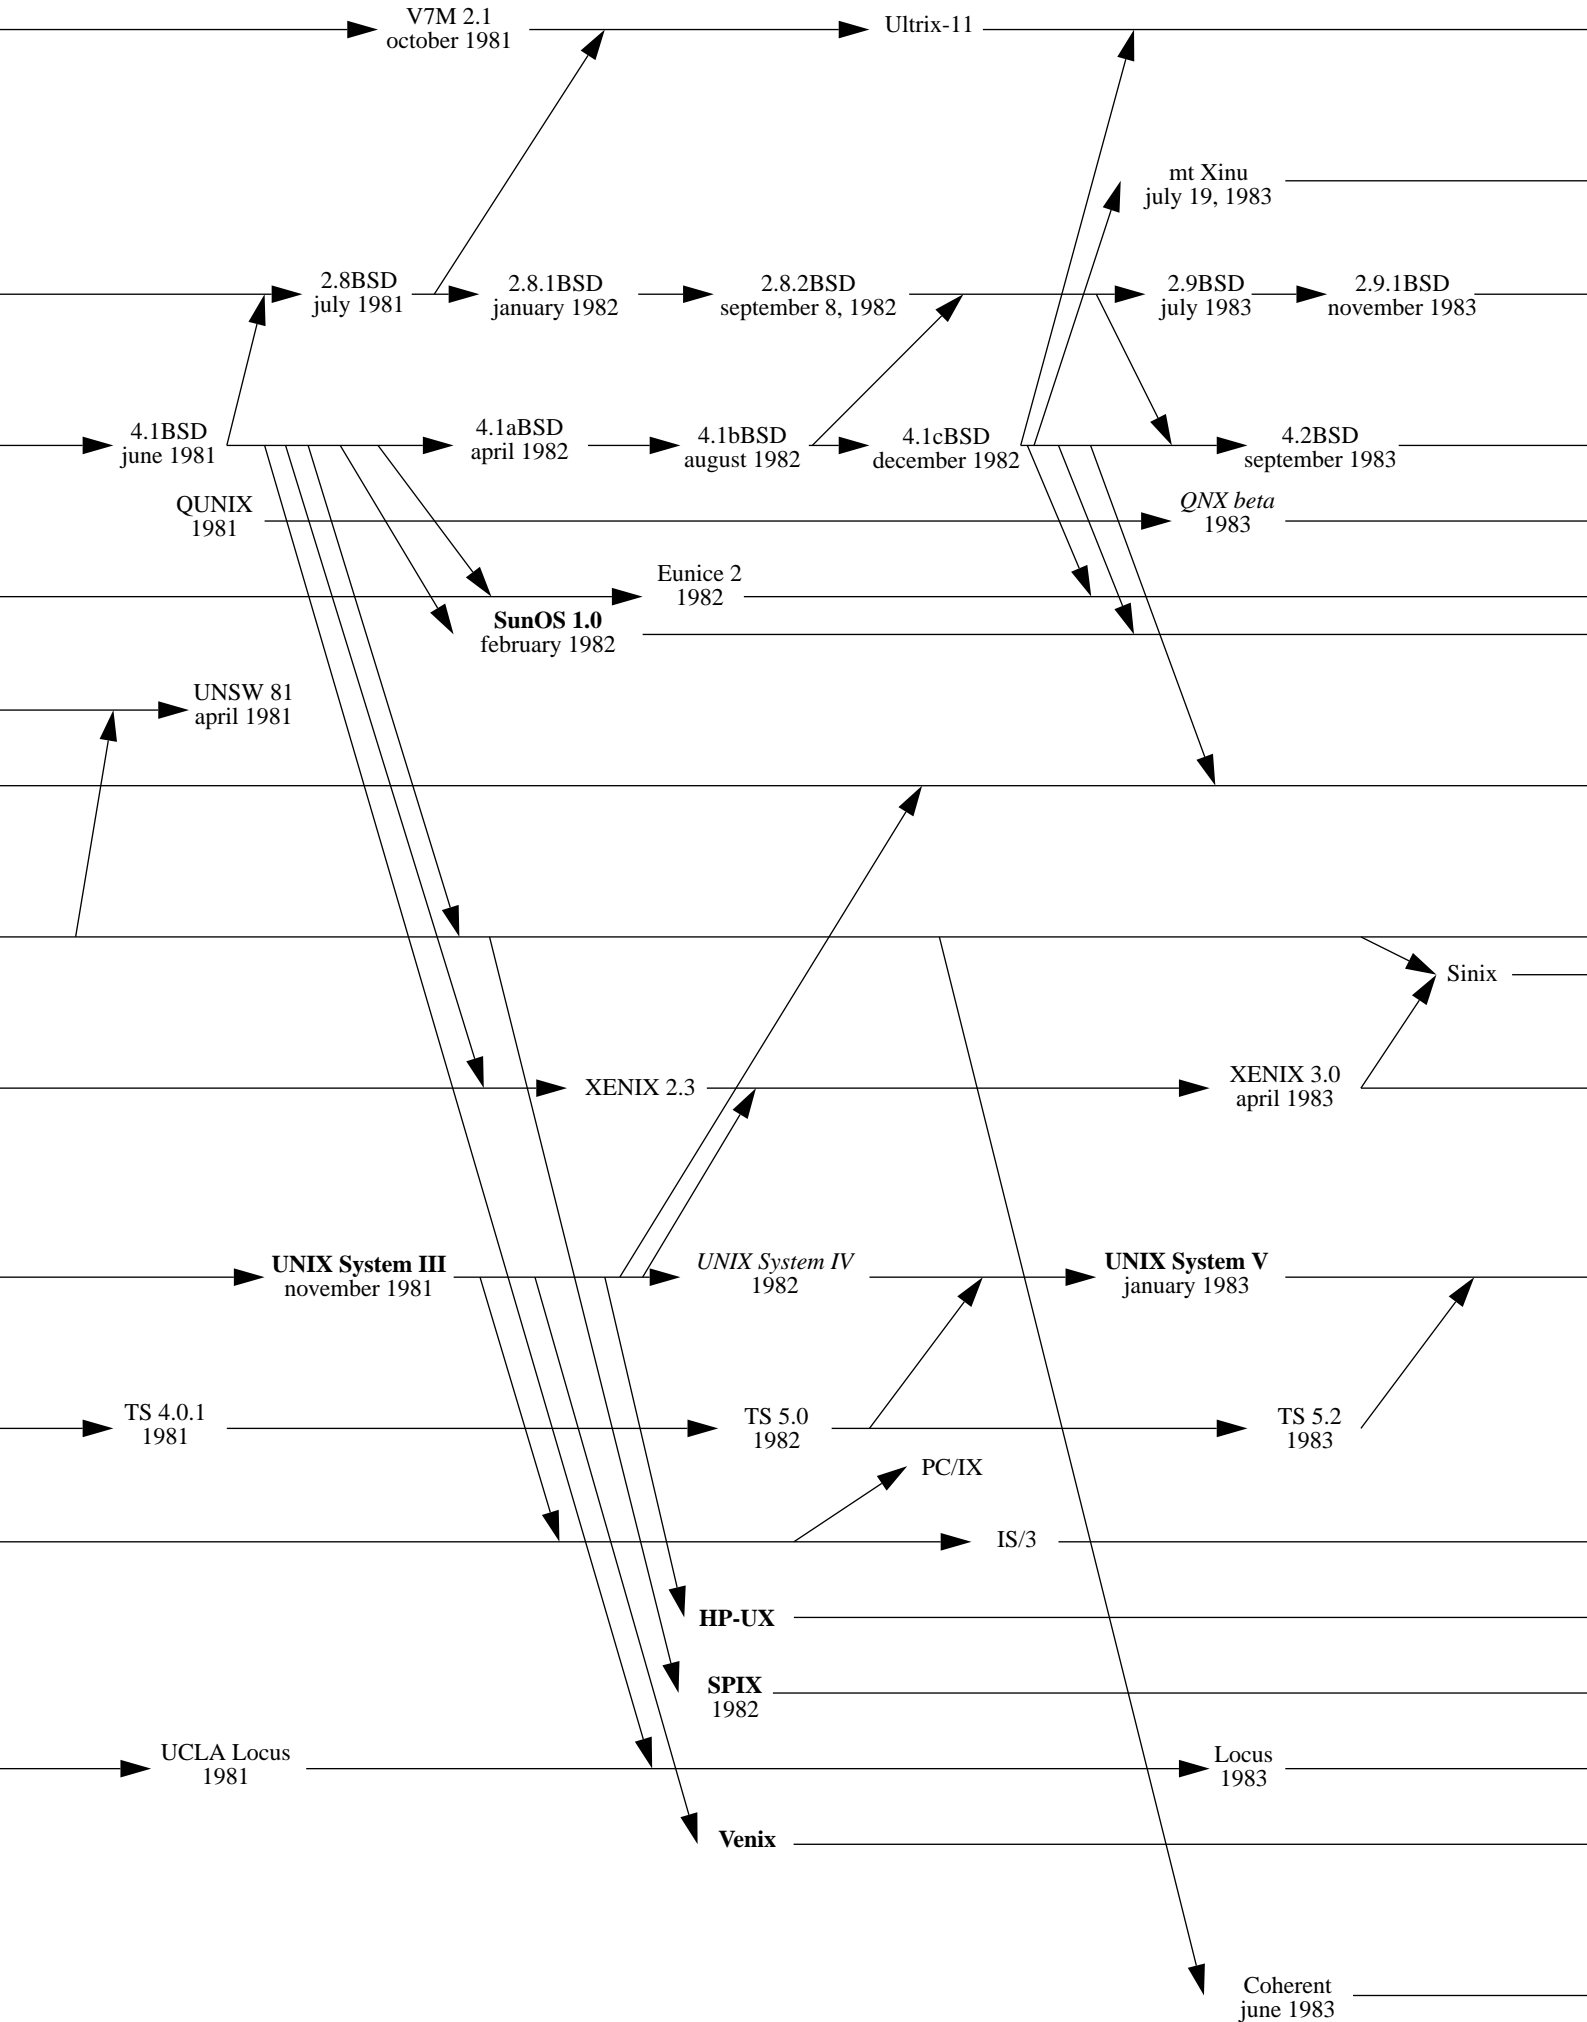 V7M 2.1
october 1981
Ultrix-11
mt Xinu
july 19, 1983
2.8BSD
july 1981
2.8.1BSD
january 1982
2.8.2BSD
september 8, 1982
2.9BSD
july 1983
2.9.1BSD
november 1983
4.1BSD
june 1981
4.1aBSD
april 1982
4.1bBSD
august 1982
4.1cBSD
december 1982
4.2BSD
september 1983
QUNIX
1981
QNX beta
1983
Eunice 2
1982
SunOS 1.0
february 1982
UNSW 81
april 1981
Sinix
XENIX 2.3
XENIX 3.0
april 1983
UNIX System III
november 1981
UNIX System IV
1982
UNIX System V
january 1983
TS 4.0.1
1981
TS 5.0
1982
TS 5.2
1983
PC/IX
IS/3
HP-UX
SPIX
1982
UCLA Locus
1981
Locus
1983
Venix
Coherent
june 1983